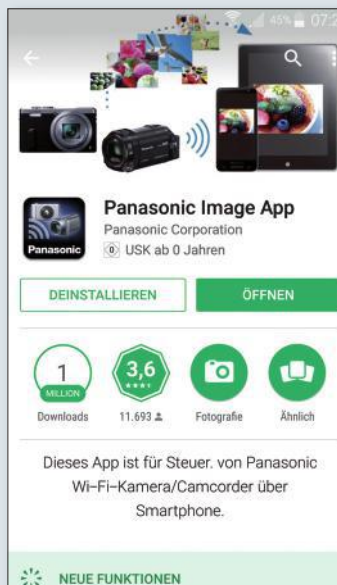 45% 07:2
Panasonic Image App
Panasonic Corporation
0 USK ab 0 Jahren
Panasonic
DEINSTALLIEREN
ÖFFNEN
1
MILLION
3,6
Downloads
11.693
Fotografie
Ähnlich
Dieses App ist für Steuer. von Panasonic
Wi-Fi-Kamera/Camcorder über
Smartphone.
NEUE FUNKTIONEN